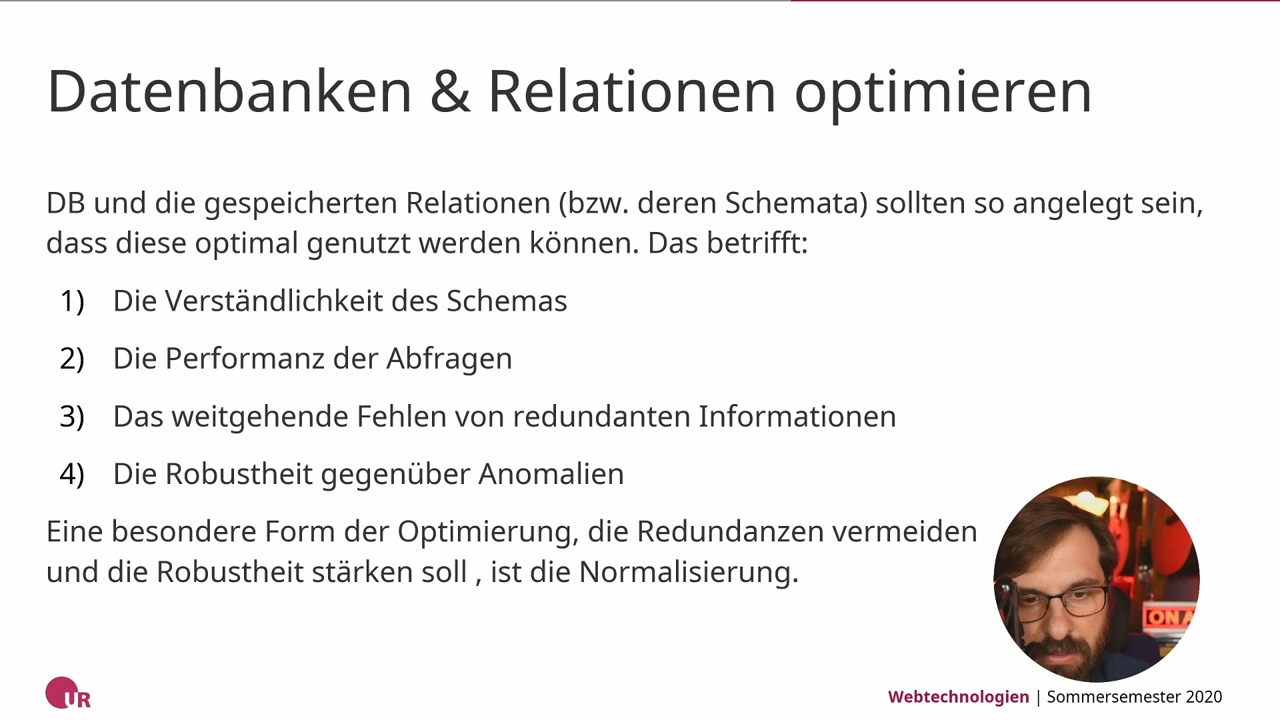 Datenbanken & Relationen optimieren
DB und die gespeicherten Relationen (bzw. deren Schemata) sollten so angelegt sein,
dass diese optimal genutzt werden können. Das betrifft:
1) Die Verständlichkeit des Schemas
2) Die Performanz der Abfragen
3) Das weitgehende Fehlen von redundanten Informationen
4) Die Robustheit gegenüber Anomalien
Eine besondere Form der Optimierung, die Redundanzen vermeiden
und die Robustheit stärken soll , ist die Normalisierung.
ON A
UR
Webtechnologien | Sommersemester 2020